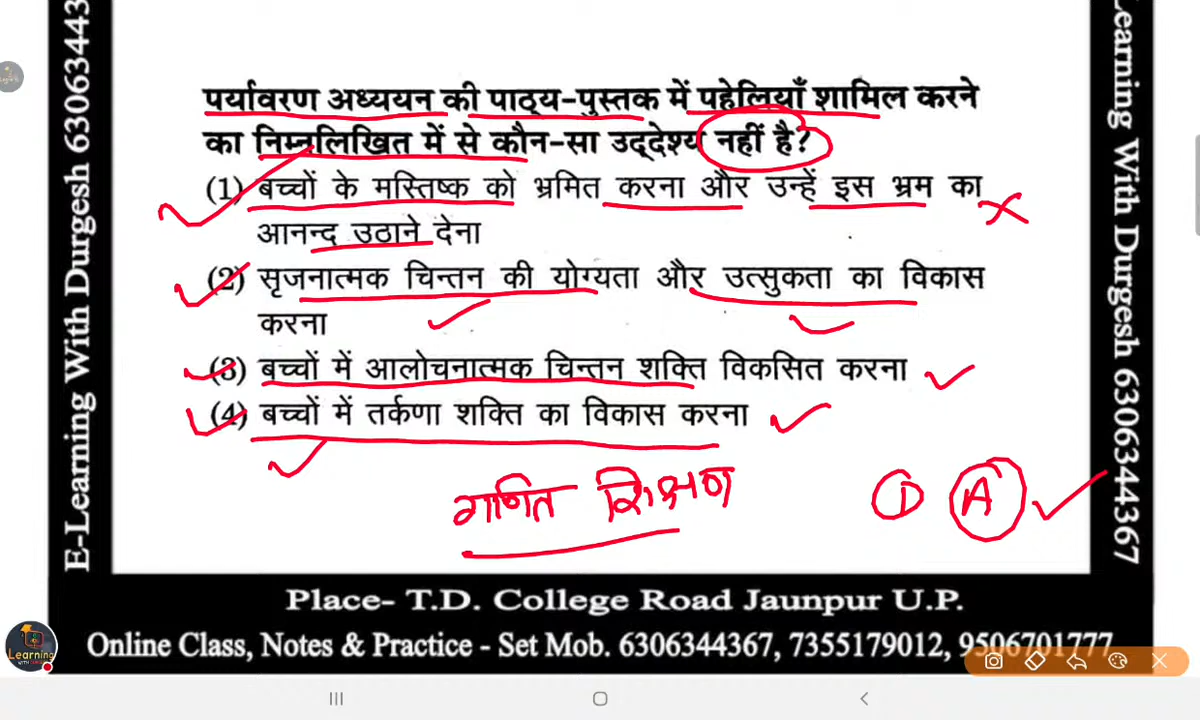 पर्यावरण अध्ययन की पाठ्य-पुस्तक में पहेलियाँ शामिल करने
का निम्नलिखित में से कौन-सा उद्देश्य नहीं है?
(1) बच्चों के मस्तिष्क को भ्रमित करना और उन्हें इस भ्रम का
आनन्द उठाने देना
(2) सृजनात्मक चिन्तन की योग्यता और उत्सुकता का विकास
करना
(3) बच्चों में आलोचनात्मक चिन्तन शक्ति विकसित करना
(4) बच्चों में तर्कणा शक्ति का विकास करना
गणित शिक्षण
1 A
E-Learning With Durgesh 63063443
Learning With Durgesh 6306344367
Place- T.D. College Road Jaunpur U.P.
Online Class, Notes & Practice - Set Mob. 6306344367, 7355179012, 9506701777
Learning